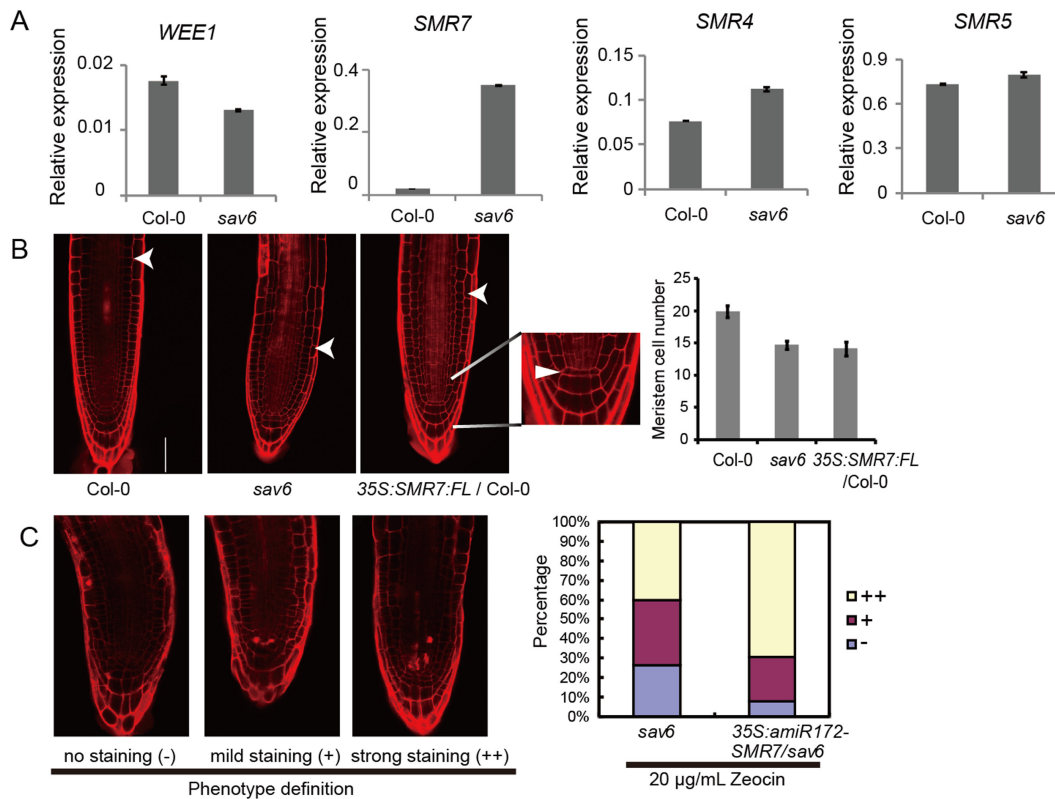 A
WEE1
Relative expression
0.02
0.01
0
Col-0
sav6
SMR7
Relative expression
0.4
0.2
0
Col-0
sav6
SMR4
Relative expression
0.15
0.1
0.05
0
Col-0
sav6
SMR5
Relative expression
0.9
0.6
0.3
0
Col-0
sav6
B
Col-0
sav6
35S:SMR7:FL / Col-0
Meristem cell number
25
20
15
10
5
0
Col-0
sav6
35S:SMR7:FL
/Col-0
C
no staining (-)
mild staining (+)
strong staining (++)
Phenotype definition
Percentage
100%
90%
80%
70%
60%
50%
40%
30%
20%
10%
0%
sav6
35S:amiR172-
SMR7/sav6
20 µg/mL Zeocin
++
+
-